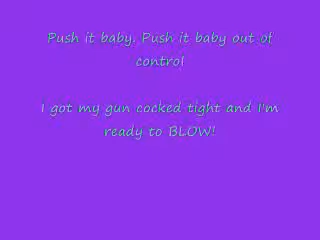 Push it baby. Push it baby out of
control
I got my gun cocked tight and I'm
ready to BLOW!